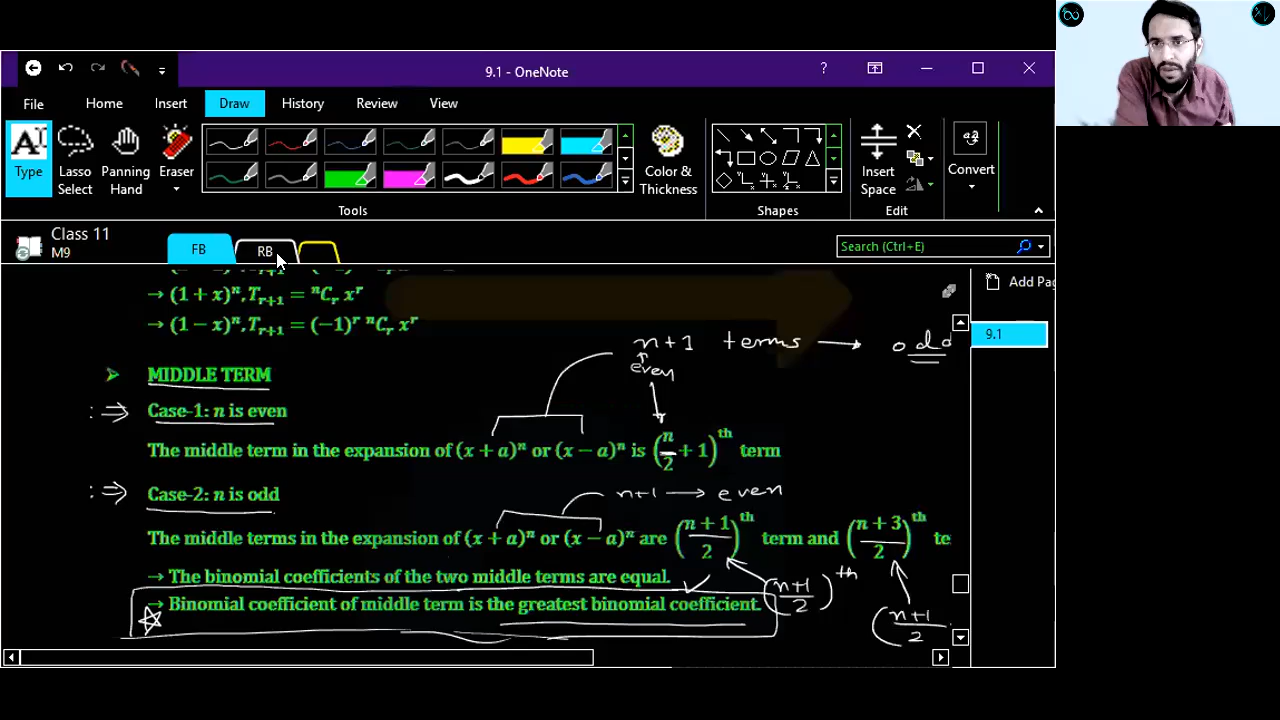 9.1 - OneNote
?
File Home Insert Draw History Review View
Type Lasso Select Panning Hand Eraser Color & Thickness Insert Space Convert
Tools Shapes Edit
Class 11
M9
FB RB
Search (Ctrl+E)
Add Pa
9.1
→ (1 + x)ⁿ, Tᵣ₊₁ = ⁿCᵣ xʳ
→ (1 − x)ⁿ, Tᵣ₊₁ = (−1)ʳ ⁿCᵣ xʳ
n+1 terms → odd
even
➤ MIDDLE TERM
:⇒ Case-1: n is even
The middle term in the expansion of (x + a)ⁿ or (x − a)ⁿ is (n/2 + 1)th term
:⇒ Case-2: n is odd
n+1 → even
The middle terms in the expansion of (x + a)ⁿ or (x − a)ⁿ are ((n + 1)/2)th term and ((n + 3)/2)th te
→ The binomial coefficients of the two middle terms are equal.
((n+1)/2)th
→ Binomial coefficient of middle term is the greatest binomial coefficient.
((n+1)/2